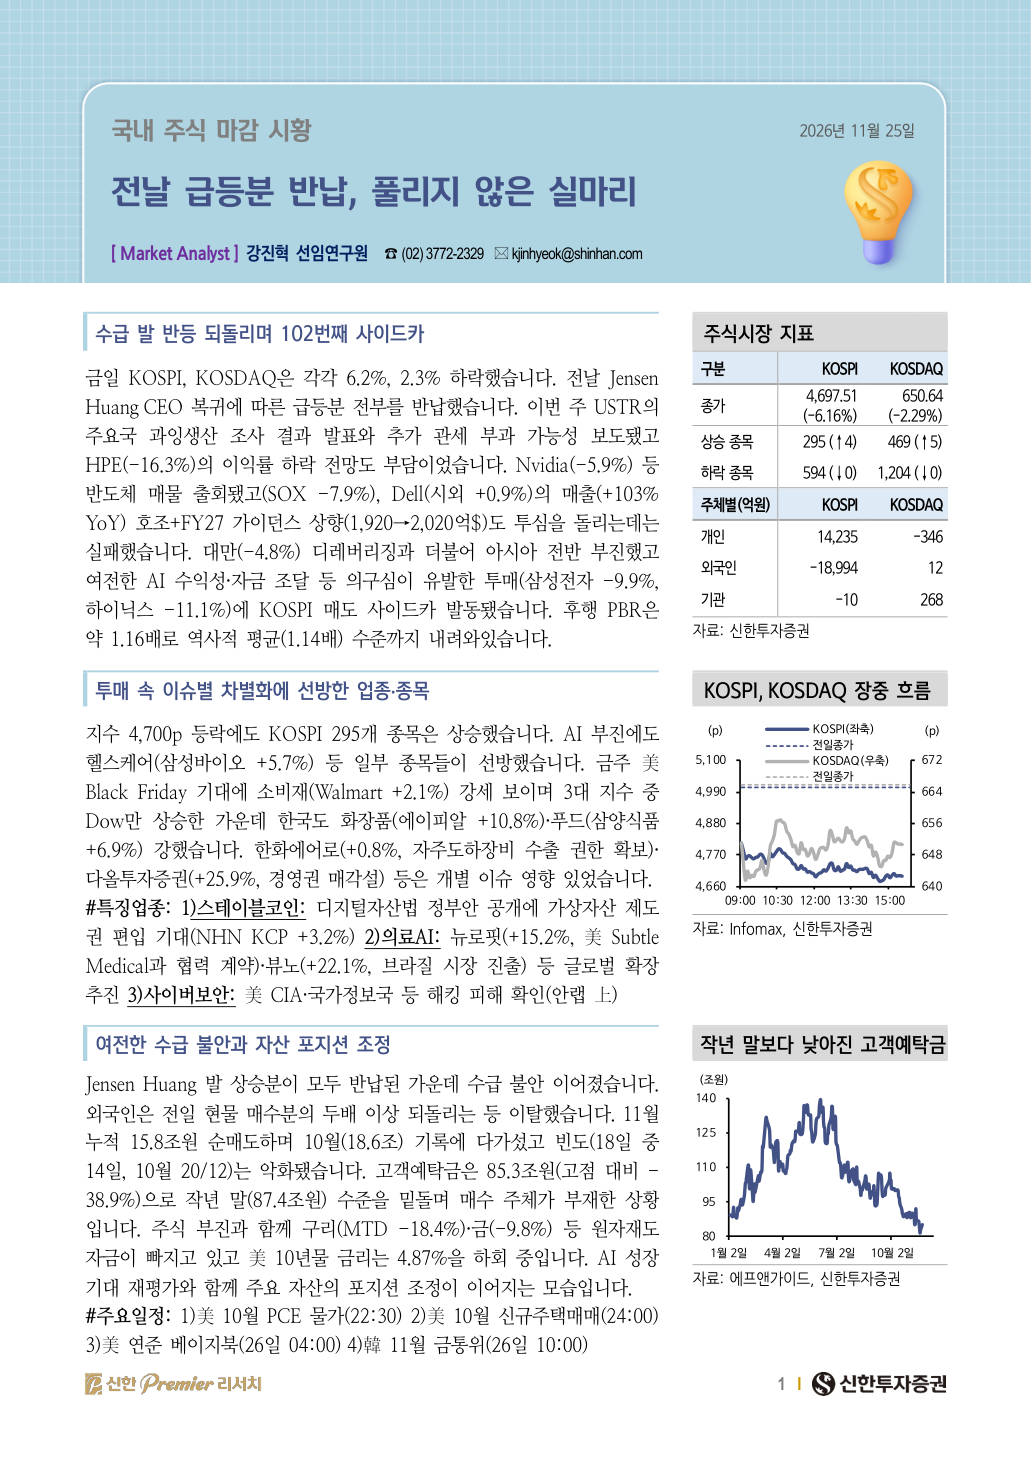 국내 주식 마감 시황
2026년 11월 25일
전날 급등분 반납, 풀리지 않은 실마리
[ Market Analyst ] 강진혁 선임연구원 ☎ (02) 3772-2329 ✉ kjinhyeok@shinhan.com
수급 발 반등 되돌리며 102번째 사이드카
금일 KOSPI, KOSDAQ은 각각 6.2%, 2.3% 하락했습니다. 전날 Jensen
Huang CEO 복귀에 따른 급등분 전부를 반납했습니다. 이번 주 USTR의
주요국 과잉생산 조사 결과 발표와 추가 관세 부과 가능성 보도됐고
HPE(-16.3%)의 이익률 하락 전망도 부담이었습니다. Nvidia(-5.9%) 등
반도체 매물 출회됐고(SOX -7.9%), Dell(시외 +0.9%)의 매출(+103%
YoY) 호조+FY27 가이던스 상향(1,920→2,020억$)도 투심을 돌리는데는
실패했습니다. 대만(-4.8%) 디레버리징과 더불어 아시아 전반 부진했고
여전한 AI 수익성·자금 조달 등 의구심이 유발한 투매(삼성전자 -9.9%,
하이닉스 -11.1%)에 KOSPI 매도 사이드카 발동됐습니다. 후행 PBR은
약 1.16배로 역사적 평균(1.14배) 수준까지 내려와있습니다.
투매 속 이슈별 차별화에 선방한 업종·종목
지수 4,700p 등락에도 KOSPI 295개 종목은 상승했습니다. AI 부진에도
헬스케어(삼성바이오 +5.7%) 등 일부 종목들이 선방했습니다. 금주 美
Black Friday 기대에 소비재(Walmart +2.1%) 강세 보이며 3대 지수 중
Dow만 상승한 가운데 한국도 화장품(에이피알 +10.8%)·푸드(삼양식품
+6.9%) 강했습니다. 한화에어로(+0.8%, 자주도하장비 수출 권한 확보)·
다올투자증권(+25.9%, 경영권 매각설) 등은 개별 이슈 영향 있었습니다.
#특징업종: 1)스테이블코인: 디지털자산법 정부안 공개에 가상자산 제도
권 편입 기대(NHN KCP +3.2%) 2)의료AI: 뉴로핏(+15.2%, 美 Subtle
Medical과 협력 계약)·뷰노(+22.1%, 브라질 시장 진출) 등 글로벌 확장
추진 3)사이버보안: 美 CIA·국가정보국 등 해킹 피해 확인(안랩 上)
여전한 수급 불안과 자산 포지션 조정
Jensen Huang 발 상승분이 모두 반납된 가운데 수급 불안 이어졌습니다.
외국인은 전일 현물 매수분의 두배 이상 되돌리는 등 이탈했습니다. 11월
누적 15.8조원 순매도하며 10월(18.6조) 기록에 다가섰고 빈도(18일 중
14일, 10월 20/12)는 악화됐습니다. 고객예탁금은 85.3조원(고점 대비 -
38.9%)으로 작년 말(87.4조원) 수준을 밑돌며 매수 주체가 부재한 상황
입니다. 주식 부진과 함께 구리(MTD -18.4%)·금(-9.8%) 등 원자재도
자금이 빠지고 있고 美 10년물 금리는 4.87%을 하회 중입니다. AI 성장
기대 재평가와 함께 주요 자산의 포지션 조정이 이어지는 모습입니다.
#주요일정: 1)美 10월 PCE 물가(22:30) 2)美 10월 신규주택매매(24:00)
3)美 연준 베이지북(26일 04:00) 4)韓 11월 금통위(26일 10:00)
주식시장 지표
구분 KOSPI KOSDAQ
종가 4,697.51 650.64
(-6.16%) (-2.29%)
상승 종목 295 (↑4) 469 (↑5)
하락 종목 594 (↓0) 1,204 (↓0)
주체별(억원) KOSPI KOSDAQ
개인 14,235 -346
외국인 -18,994 12
기관 -10 268
자료: 신한투자증권
KOSPI, KOSDAQ 장중 흐름
(p) KOSPI(좌축) (p)
전일종가
5,100 KOSDAQ(우축) 672
전일종가
4,990 664
4,880 656
4,770 648
4,660 640
09:00 10:30 12:00 13:30 15:00
자료: Infomax, 신한투자증권
작년 말보다 낮아진 고객예탁금
(조원)
140
125
110
95
80
1월 2일 4월 2일 7월 2일 10월 2일
자료: 에프앤가이드, 신한투자증권
신한 Premier 리서치
1 | 신한투자증권